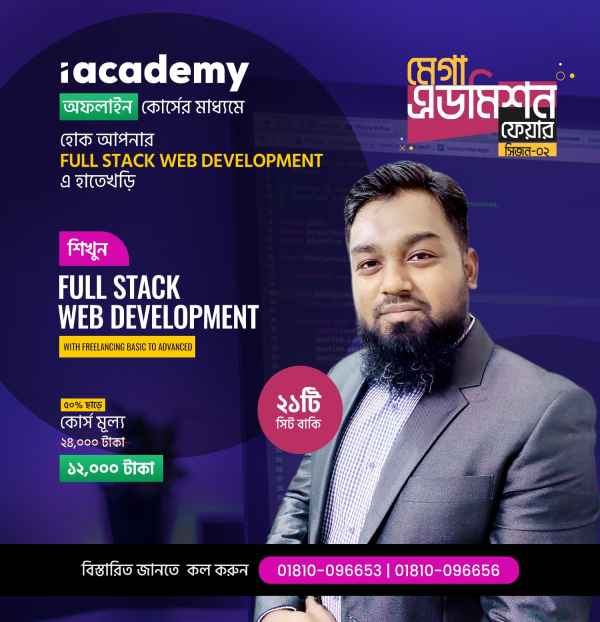 iacademy
অফলাইন কোর্সের মাধ্যমে
হোক আপনার
FULL STACK WEB DEVELOPMENT
এ হাতেখড়ি
মেগা
এডমিশন
ফেয়ার
সিজন-০২
শিখুন
FULL STACK
WEB DEVELOPMENT
WITH FREELANCING BASIC TO ADVANCED
৫০% ছাড়ে
কোর্স মূল্য
২৪,০০০ টাকা
১২,০০০ টাকা
২১টি
সিট বাকি
বিস্তারিত জানতে কল করুন 01810-096653 | 01810-096656